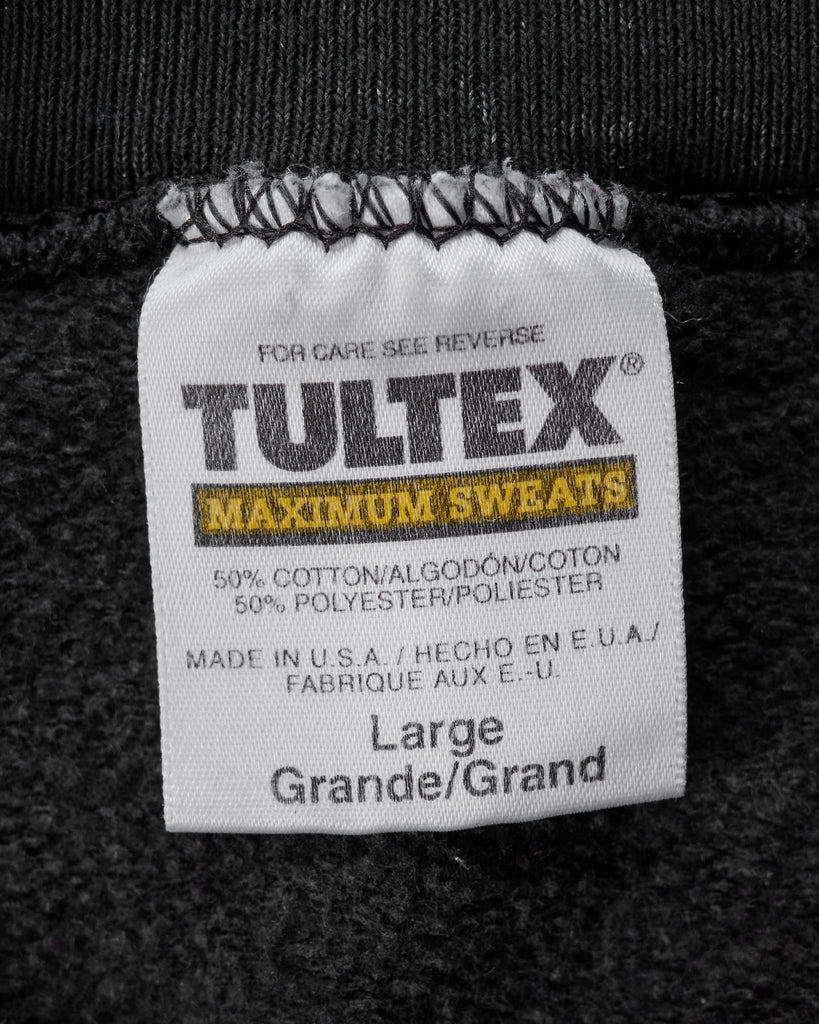 FOR CARE SEE REVERSE
TULTEX®
MAXIMUM SWEATS
50% COTTON/ALGODÓN/COTON
50% POLYESTER/POLIESTER
MADE IN U.S.A. / HECHO EN E.U.A./
FABRIQUE AUX E.-U.
Large
Grande/Grand